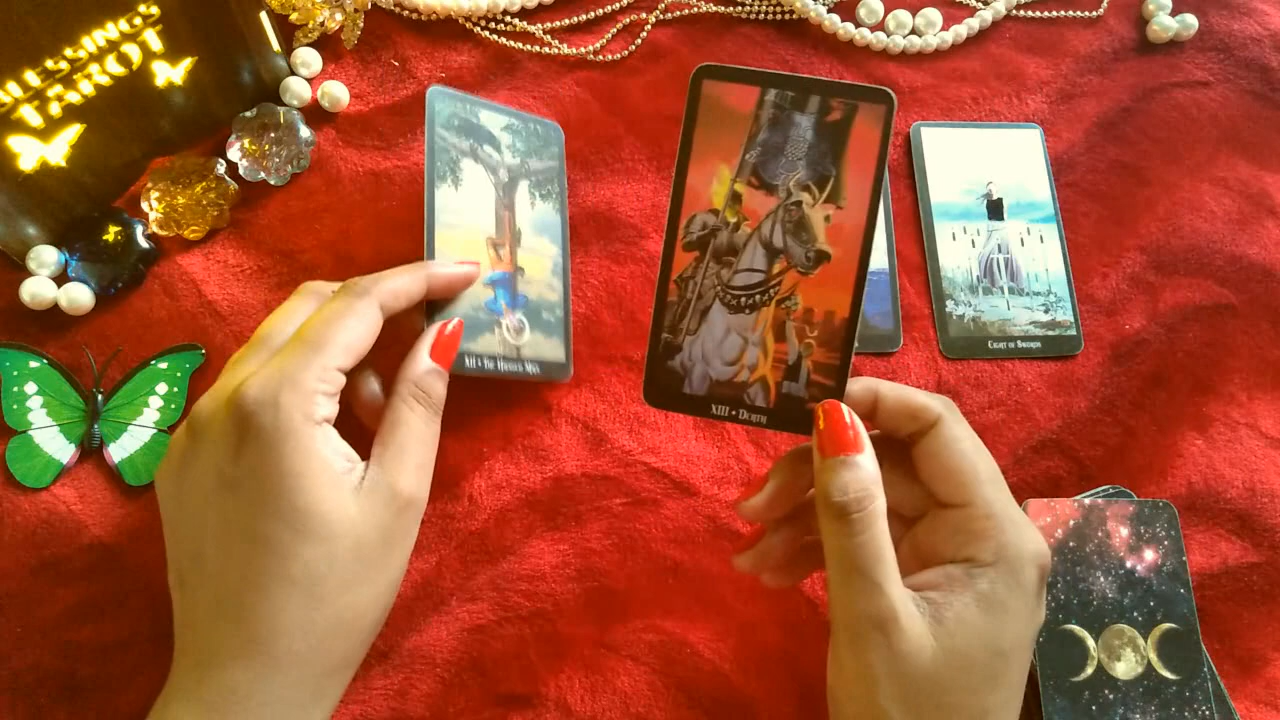 BLESSINGS
TAROT
XII • The Hanged Man
XIII • Death
Eight of Swords